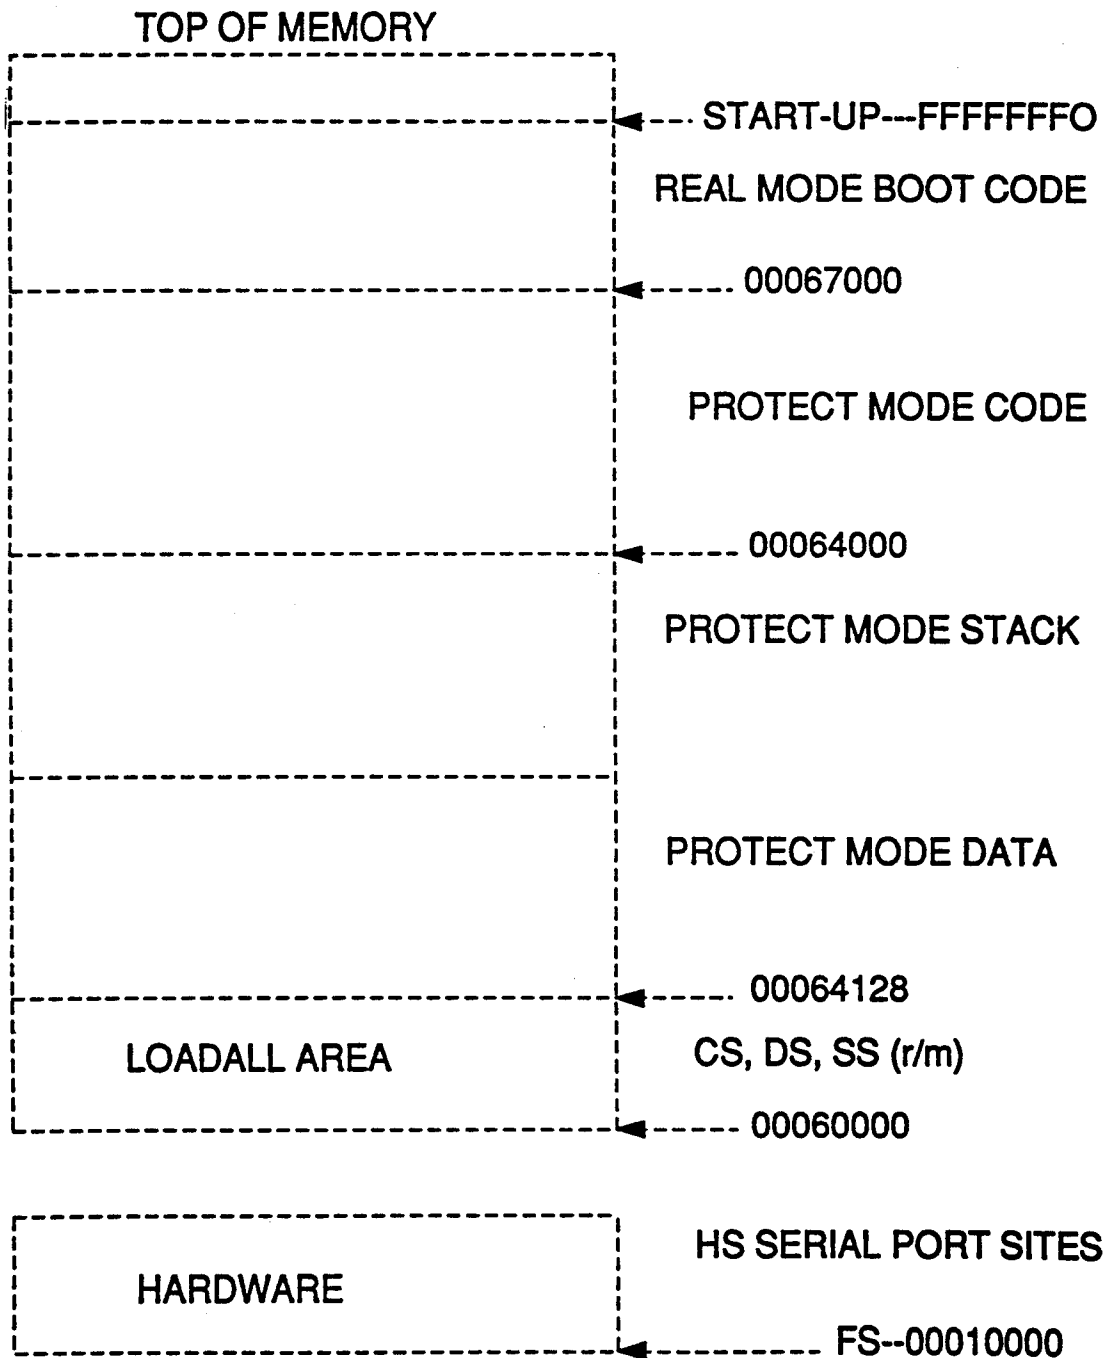 TOP OF MEMORY
START-UP---FFFFFFFO
REAL MODE BOOT CODE
00067000
PROTECT MODE CODE
00064000
PROTECT MODE STACK
PROTECT MODE DATA
00064128
LOADALL AREA
CS, DS, SS (r/m)
00060000
HS SERIAL PORT SITES
HARDWARE
FS--00010000